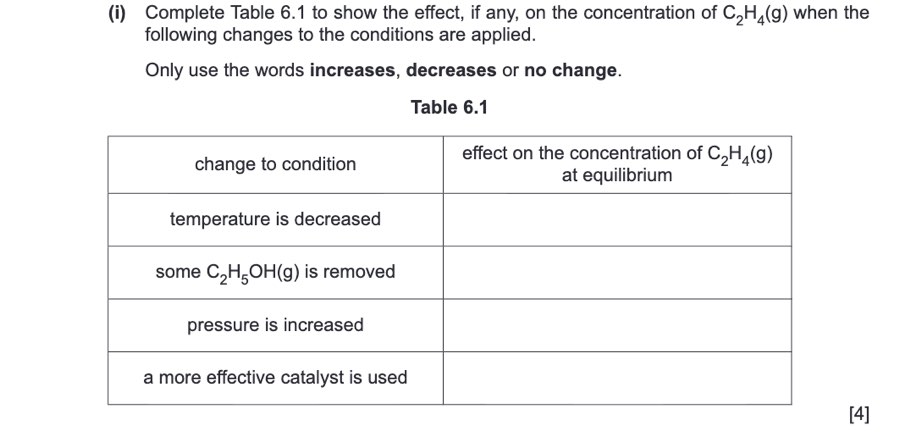 (i) Complete Table 6.1 to show the effect, if any, on the concentration of C₂H₄(g) when the
following changes to the conditions are applied.
Only use the words increases, decreases or no change.
Table 6.1
change to condition
effect on the concentration of C₂H₄(g)
at equilibrium
temperature is decreased
some C₂H₅OH(g) is removed
pressure is increased
a more effective catalyst is used
[4]